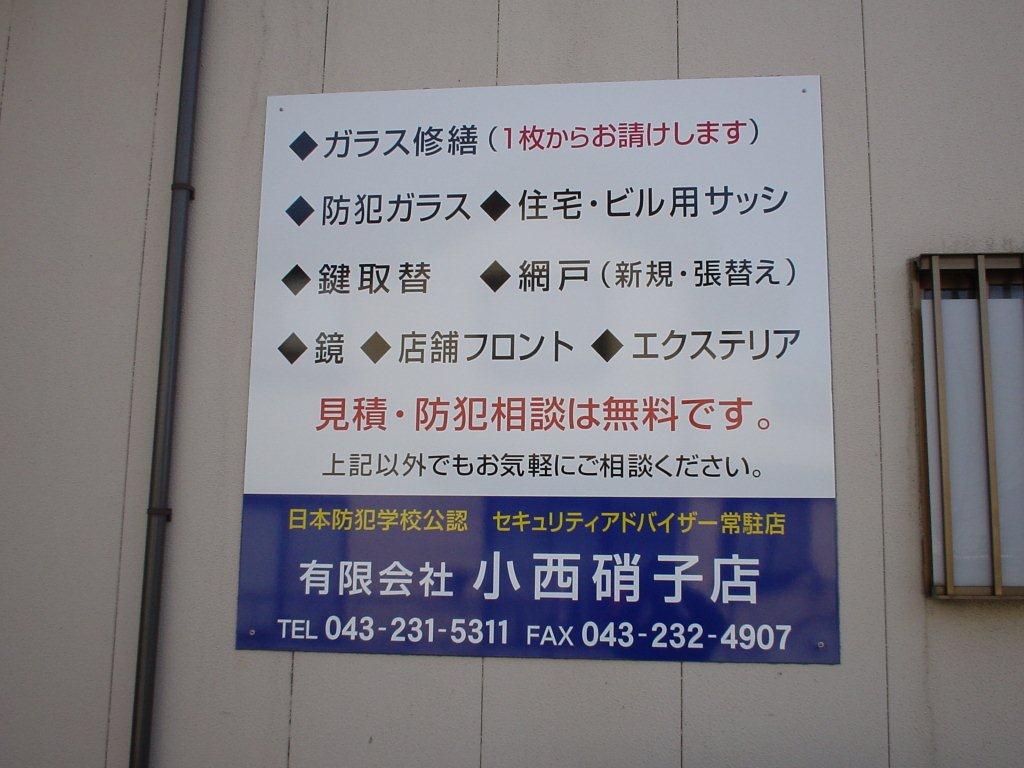 ◆ガラス修繕（1枚からお請けします）
◆防犯ガラス◆住宅・ビル用サッシ
◆鍵取替 ◆網戸（新規・張替え）
◆鏡 ◆店舗フロント ◆エクステリア
見積・防犯相談は無料です。
上記以外でもお気軽にご相談ください。
日本防犯学校公認 セキュリティアドバイザー常駐店
有限会社 小西硝子店
TEL 043-231-5311 FAX 043-232-4907